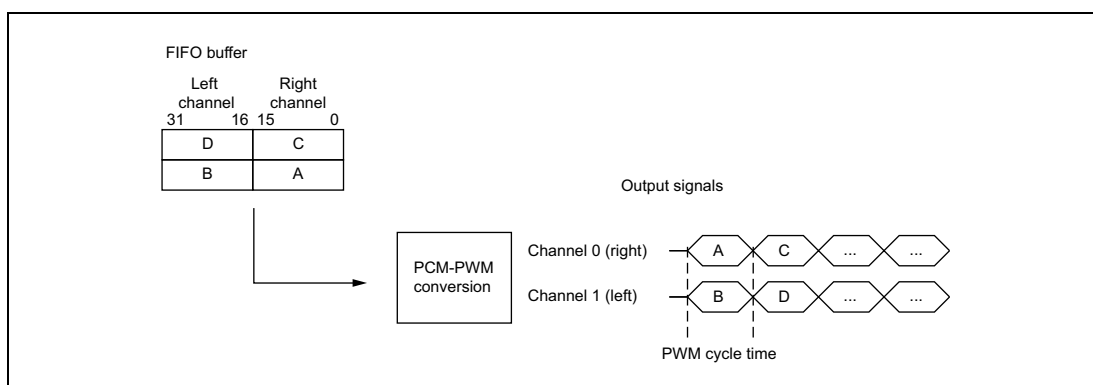 FIFO buffer
Left channel
Right channel
31 16 15 0
D C
B A
Output signals
PCM-PWM conversion
Channel 0 (right) A C ... ...
Channel 1 (left) B D ... ...
PWM cycle time